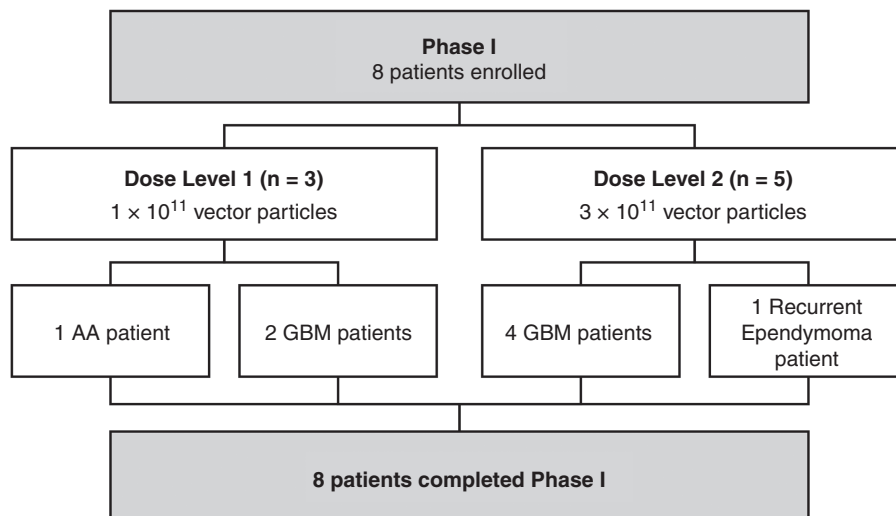 Phase I
8 patients enrolled
Dose Level 1 (n = 3)
1 × 10¹¹ vector particles
Dose Level 2 (n = 5)
3 × 10¹¹ vector particles
1 AA patient
2 GBM patients
4 GBM patients
1 Recurrent
Ependymoma
patient
8 patients completed Phase I